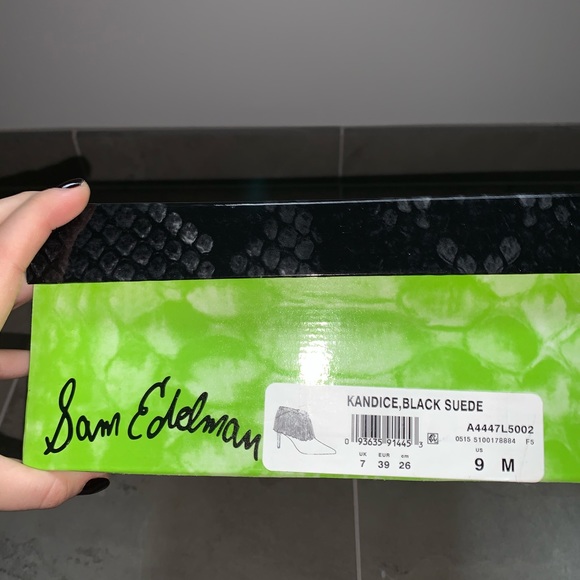 Sam Edelman
KANDICE,BLACK SUEDE
A4447L5002
0 93635 91445 3
0515 5100178884 F5
UK EUR cm US
7 39 26 9 M